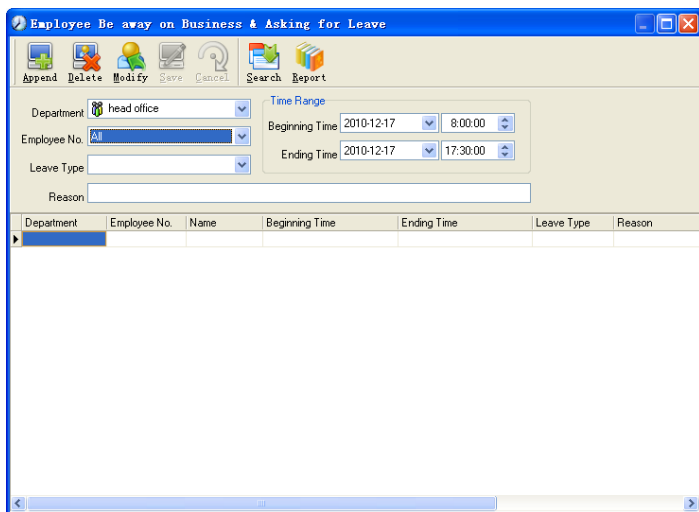 Employee Be away on Business & Asking for Leave
Append Delete Modify Save Cancel Search Report
Department head office
Employee No. All
Leave Type
Reason
Time Range
Beginning Time 2010-12-17 8:00:00
Ending Time 2010-12-17 17:30:00
Department Employee No. Name Beginning Time Ending Time Leave Type Reason